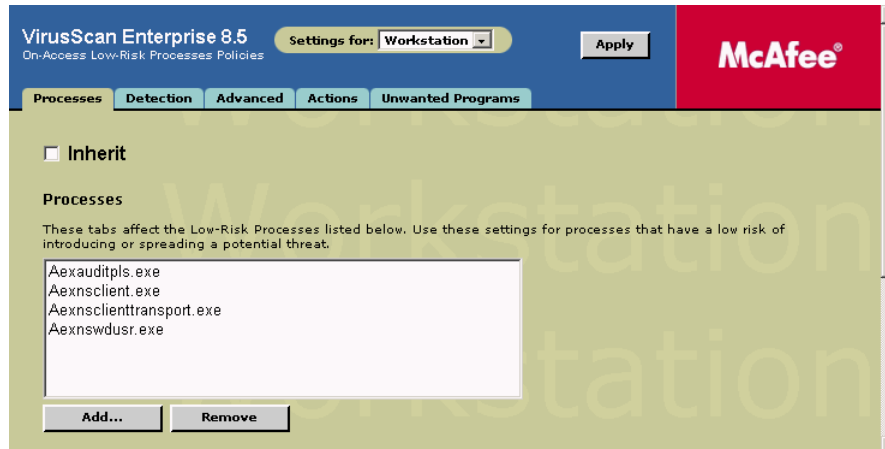 VirusScan Enterprise 8.5
On-Access Low-Risk Processes Policies
Settings for: Workstation
Apply
McAfee®
Processes Detection Advanced Actions Unwanted Programs
Inherit
Processes
These tabs affect the Low-Risk Processes listed below. Use these settings for processes that have a low risk of
introducing or spreading a potential threat.
Aexauditpls.exe
Aexnsclient.exe
Aexnsclienttransport.exe
Aexnswdusr.exe
Add...
Remove
Workstation
Workstation
Workstation